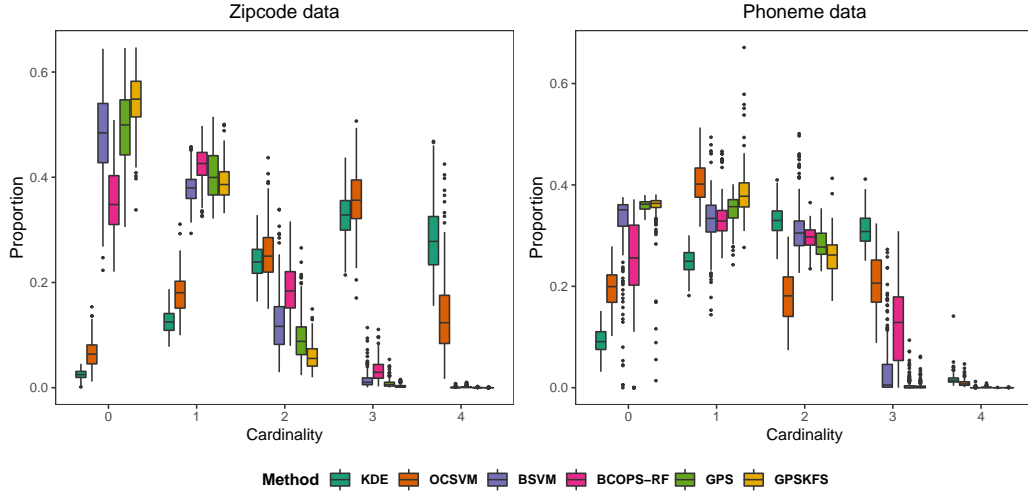 Zipcode data
Phoneme data
Proportion
0.6
0.4
0.2
0.0
0 1 2 3 4
Cardinality
Proportion
0.6
0.4
0.2
0.0
0 1 2 3 4
Cardinality
Method KDE OCSVM BSVM BCOPS−RF GPS GPSKFS